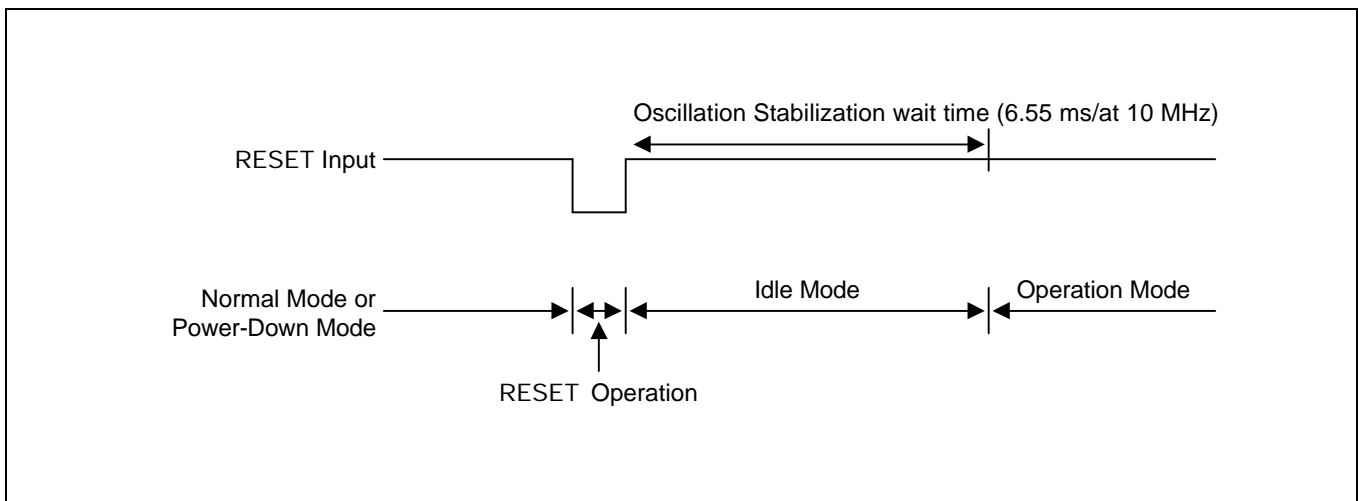 Oscillation Stabilization wait time (6.55 ms/at 10 MHz)
RESET Input
Normal Mode or
Power-Down Mode
Idle Mode
Operation Mode
RESET Operation